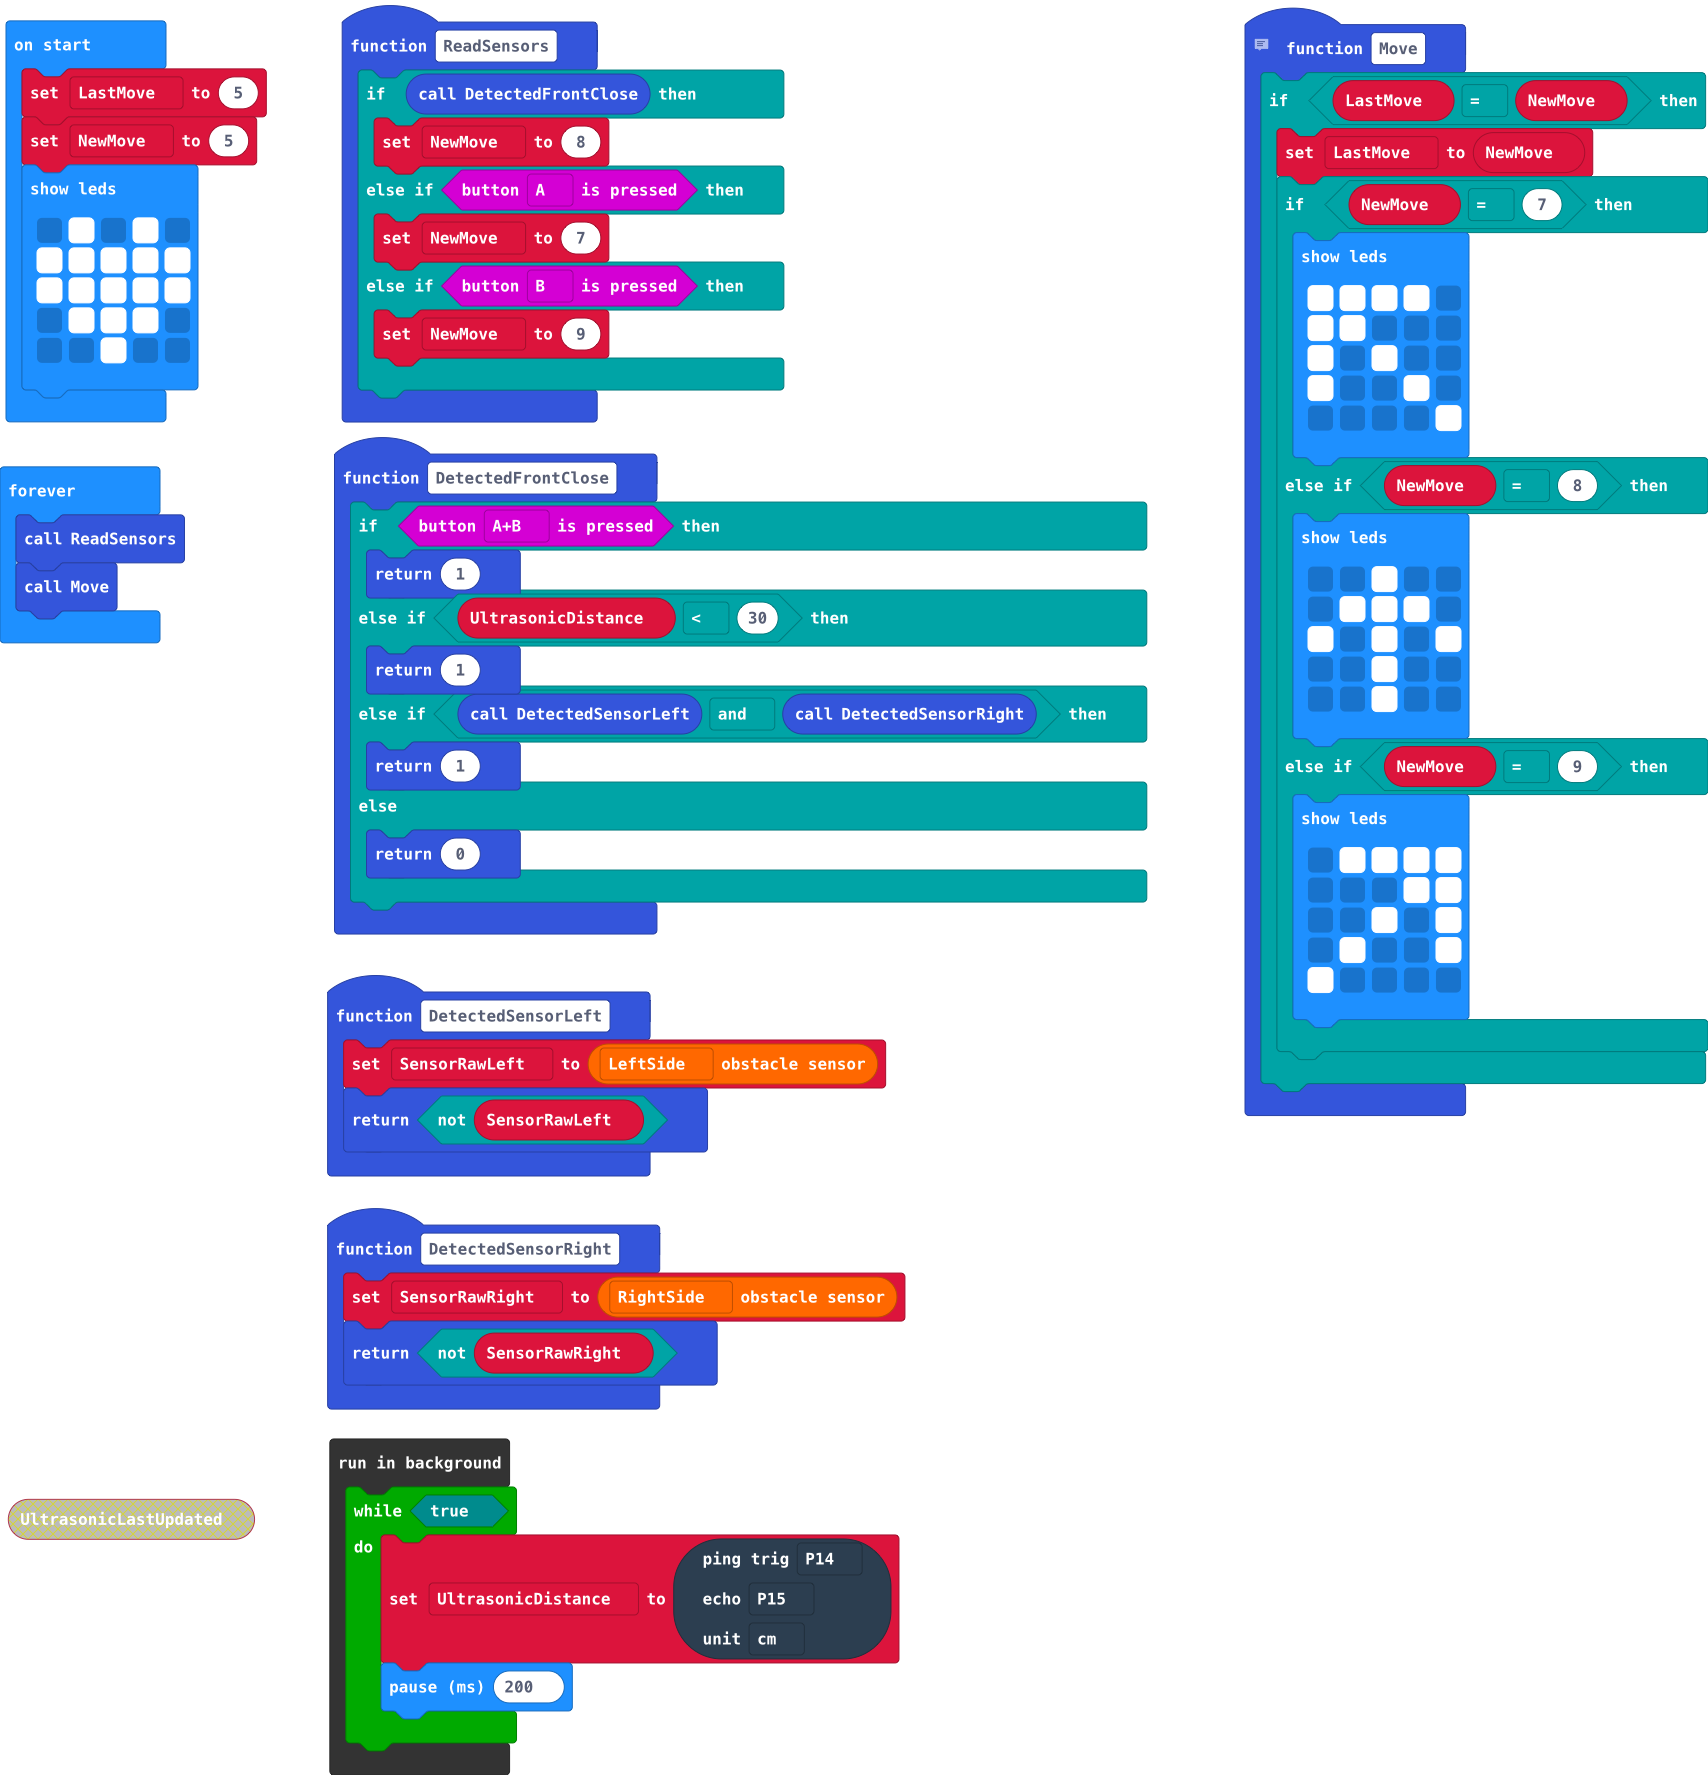 on start
set LastMove to 5
set NewMove to 5
show leds
forever
call ReadSensors
call Move
UltrasonicLastUpdated
function ReadSensors
if call DetectedFrontClose then
set NewMove to 8
else if button A is pressed then
set NewMove to 7
else if button B is pressed then
set NewMove to 9
function DetectedFrontClose
if button A+B is pressed then
return 1
else if UltrasonicDistance < 30 then
return 1
else if call DetectedSensorLeft and call DetectedSensorRight then
return 1
else
return 0
function DetectedSensorLeft
set SensorRawLeft to LeftSide obstacle sensor
return not SensorRawLeft
function DetectedSensorRight
set SensorRawRight to RightSide obstacle sensor
return not SensorRawRight
run in background
while true
do
set UltrasonicDistance to ping trig P14
echo P15
unit cm
pause (ms) 200
function Move
if LastMove = NewMove then
set LastMove to NewMove
if NewMove = 7 then
show leds
else if NewMove = 8 then
show leds
else if NewMove = 9 then
show leds